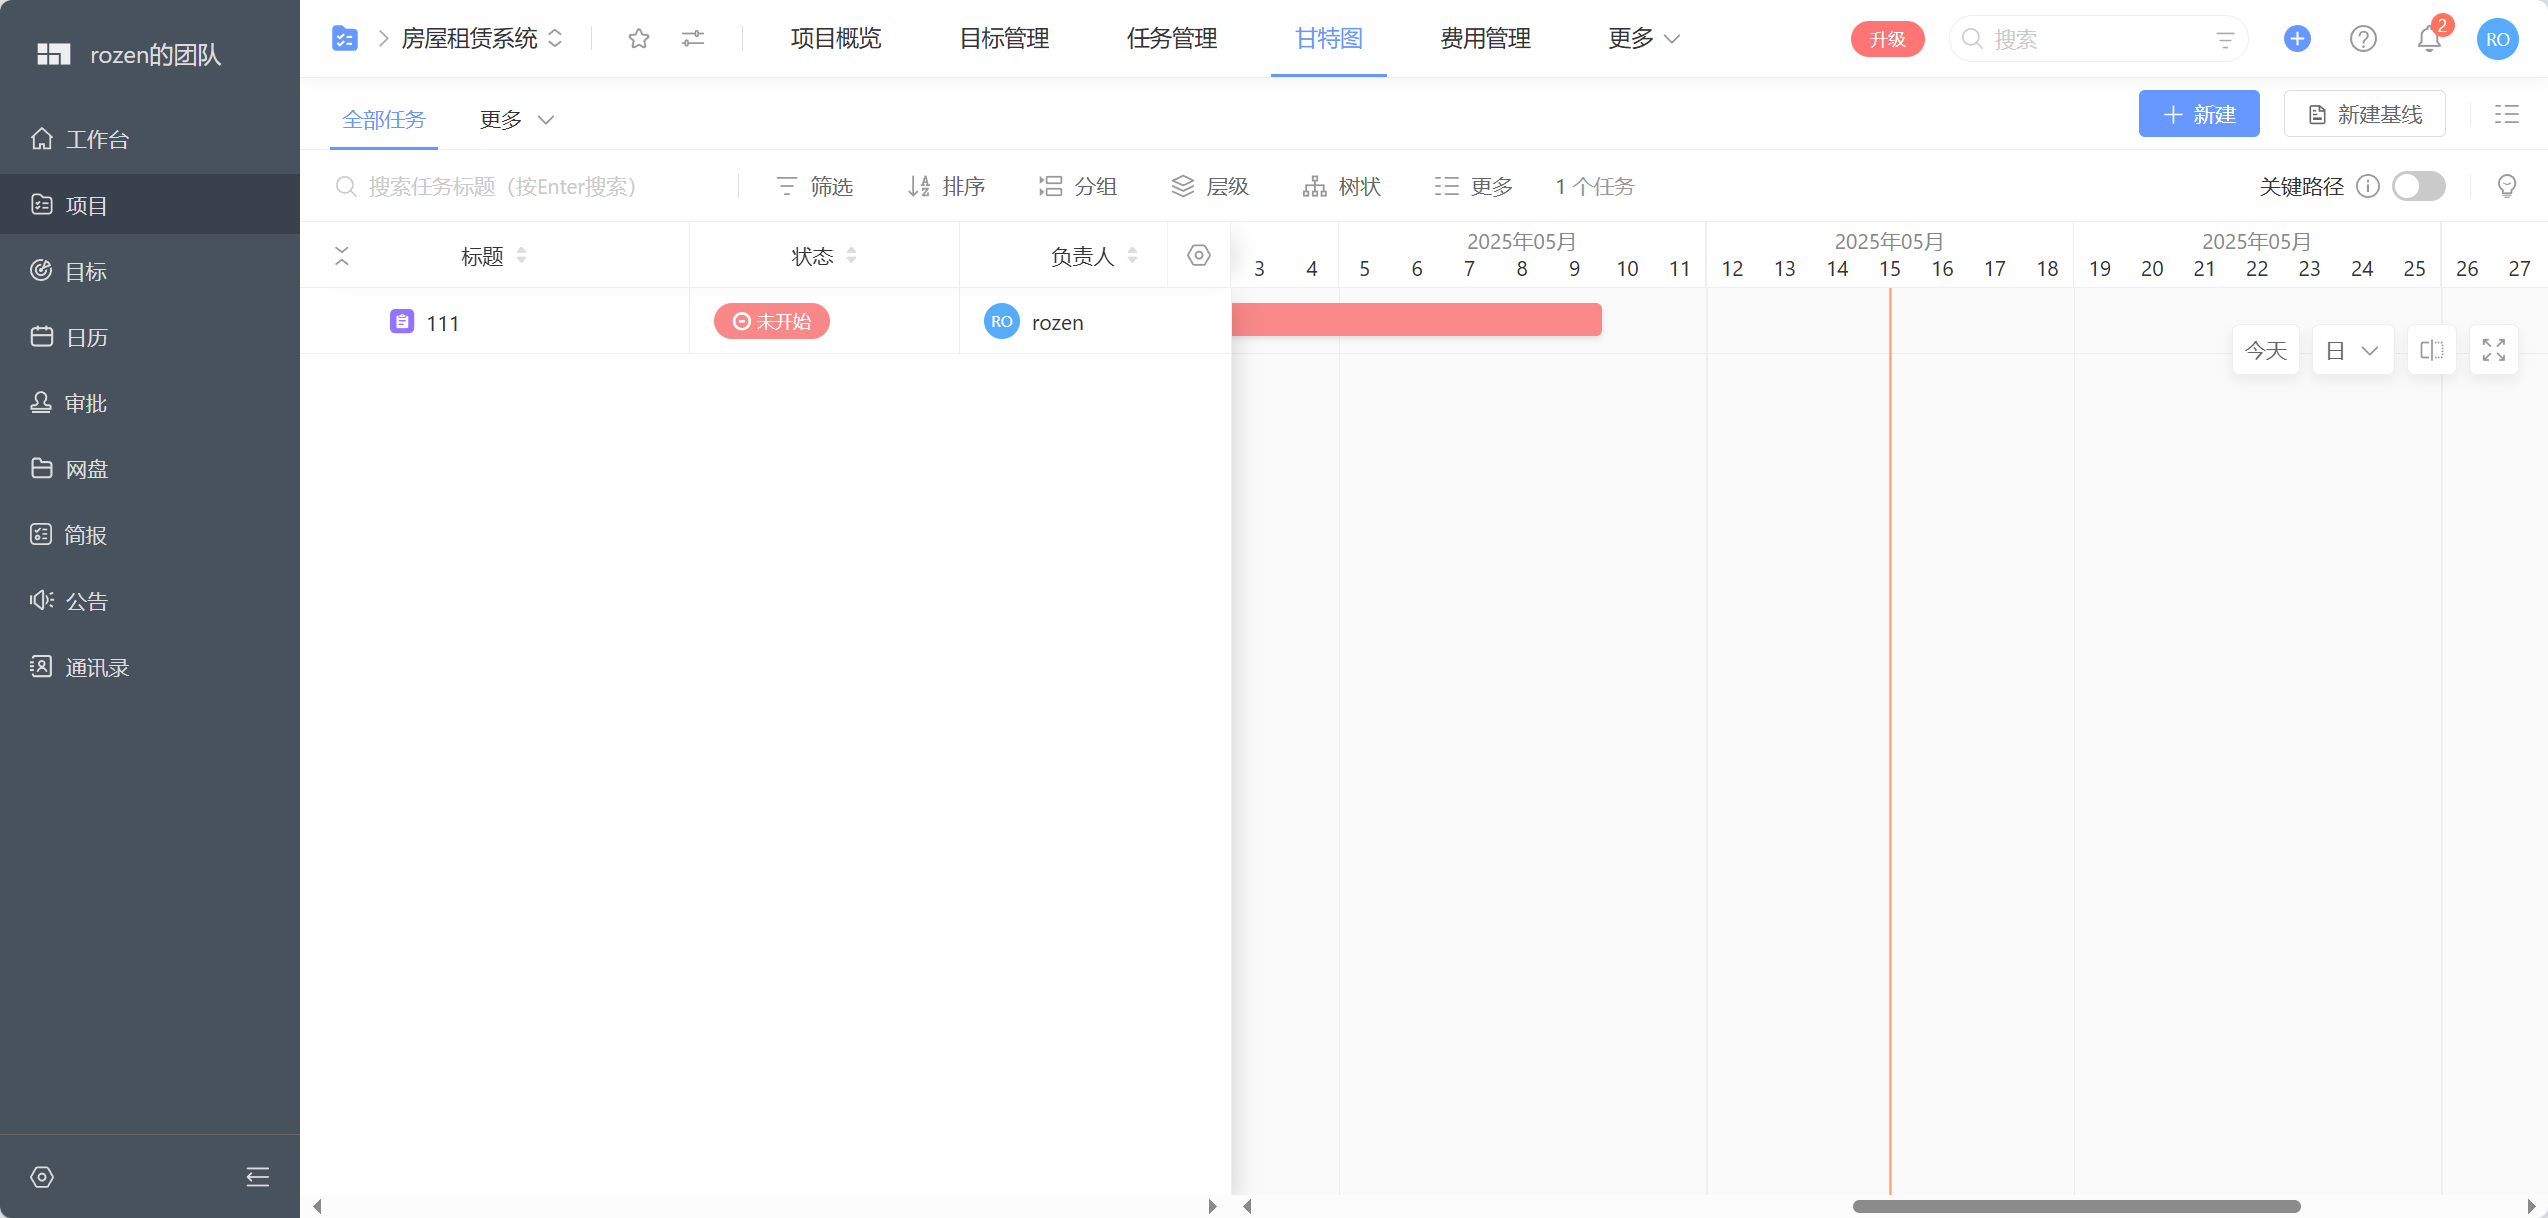 rozen的团队
工作台
项目
目标
日历
审批
网盘
简报
公告
通讯录
房屋租赁系统
项目概览
目标管理
任务管理
甘特图
费用管理
更多
升级
搜索
2
RO
全部任务
更多
新建
新建基线
搜索任务标题（按Enter搜索）
筛选
排序
分组
层级
树状
更多
1 个任务
关键路径
标题
状态
负责人
2025年05月
2025年05月
2025年05月
3 4 5 6 7 8 9 10 11 12 13 14 15 16 17 18 19 20 21 22 23 24 25 26 27
111
未开始
RO
rozen
今天
日